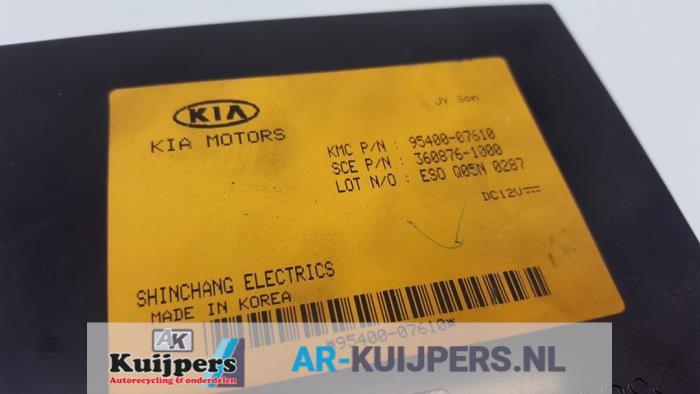 JY Son
KIA
KIA MOTORS
KMC P/N : 95400-07610
SCE P/N : 360876-1000
LOT N/O : ESO Q05N 0287
DC12V
SHINCHANG ELECTRICS
MADE IN KOREA
*95400-07610*
AK
Kuijpers
Autorecycling & onderdelen
AR-KUIJPERS.NL